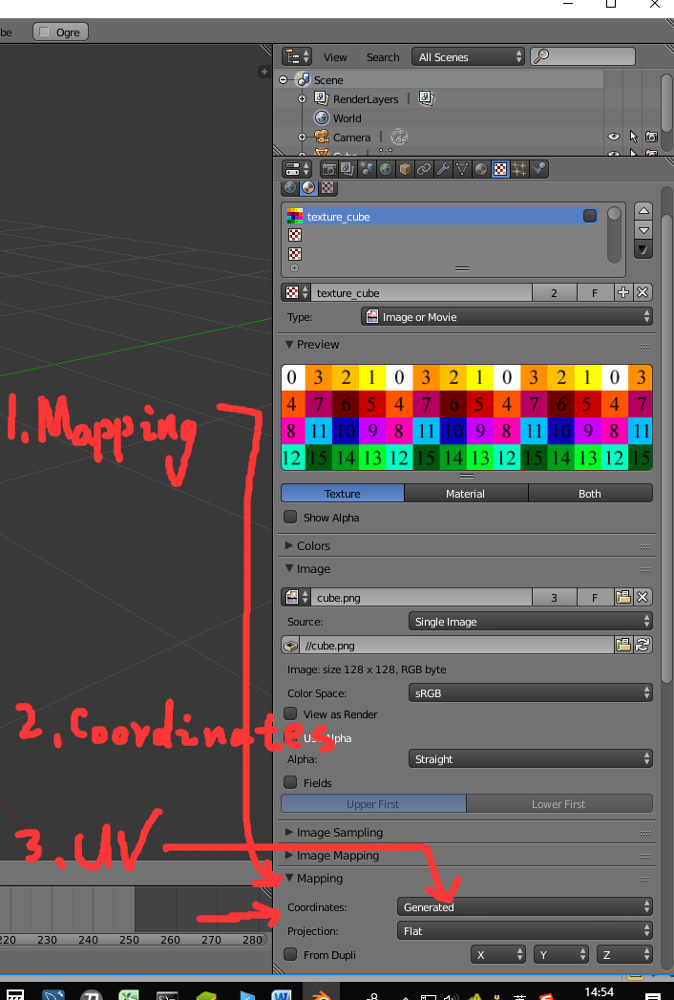 be
Ogre
View Search All Scenes
Scene
RenderLayers
World
Camera
texture_cube
texture_cube 2 F
Type: Image or Movie
Preview
0 3 2 1 0 3 2 1 0 3 2 1 0 3
4 7 6 5 4 7 6 5 4 7 6 5 4 7
8 11 10 9 8 11 10 9 8 11 10 9 8 11
12 15 14 13 12 15 14 13 12 15 14 13 12 15
1. Mapping
Texture Material Both
Show Alpha
Colors
Image
cube.png 3 F
Source: Single Image
//cube.png
Image: size 128 x 128, RGB byte
Color Space: sRGB
View as Render
2. Coordinates
Alpha: Straight
Fields
Upper First Lower First
3. UV
Image Sampling
Image Mapping
Mapping
Coordinates: Generated
Projection: Flat
From Dupli X Y Z
220 230 240 250 260 270 280
英
14:54